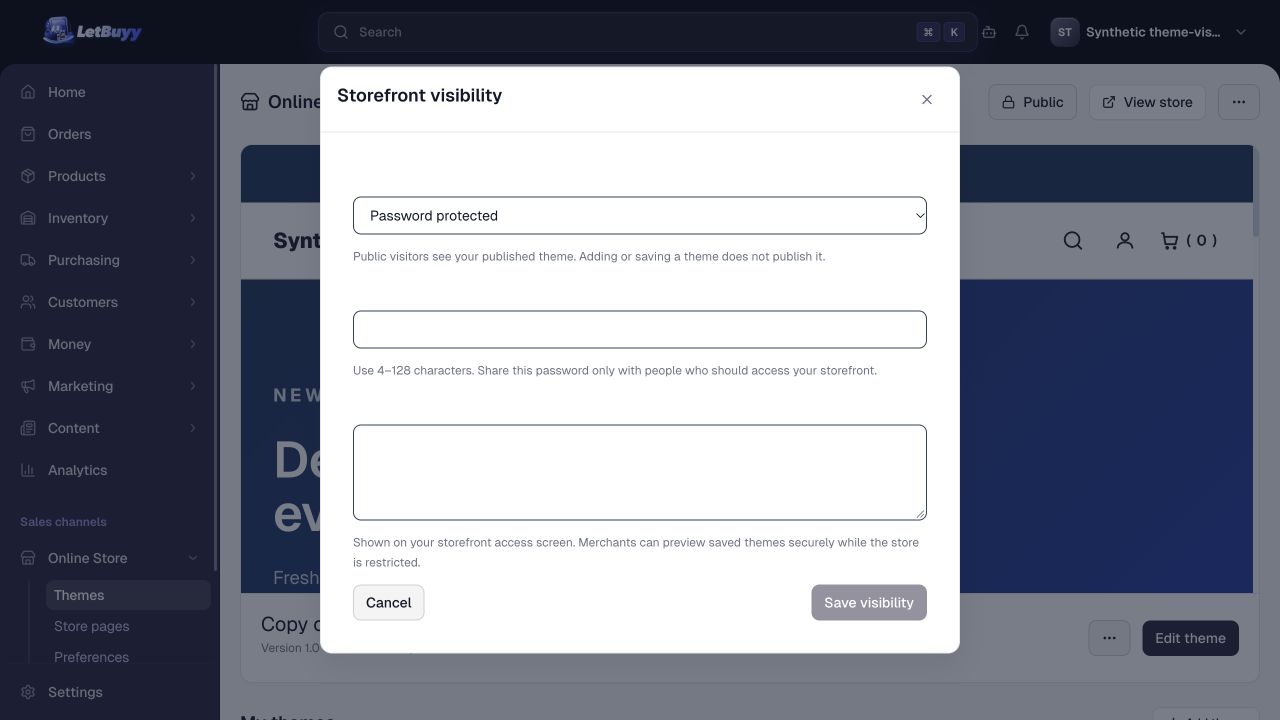 LetBuyy
Search
⌘ K
ST
Synthetic theme-vis...
Home
Orders
Products
Inventory
Purchasing
Customers
Money
Marketing
Content
Analytics
Sales channels
Online Store
Themes
Store pages
Preferences
Settings
Online
Public
View store
Synt
( 0 )
NEW
De
ev
Fresh
Copy
Version 1.0
Edit theme
Storefront visibility
Password protected
Public visitors see your published theme. Adding or saving a theme does not publish it.
Use 4–128 characters. Share this password only with people who should access your storefront.
Shown on your storefront access screen. Merchants can preview saved themes securely while the store
is restricted.
Cancel
Save visibility